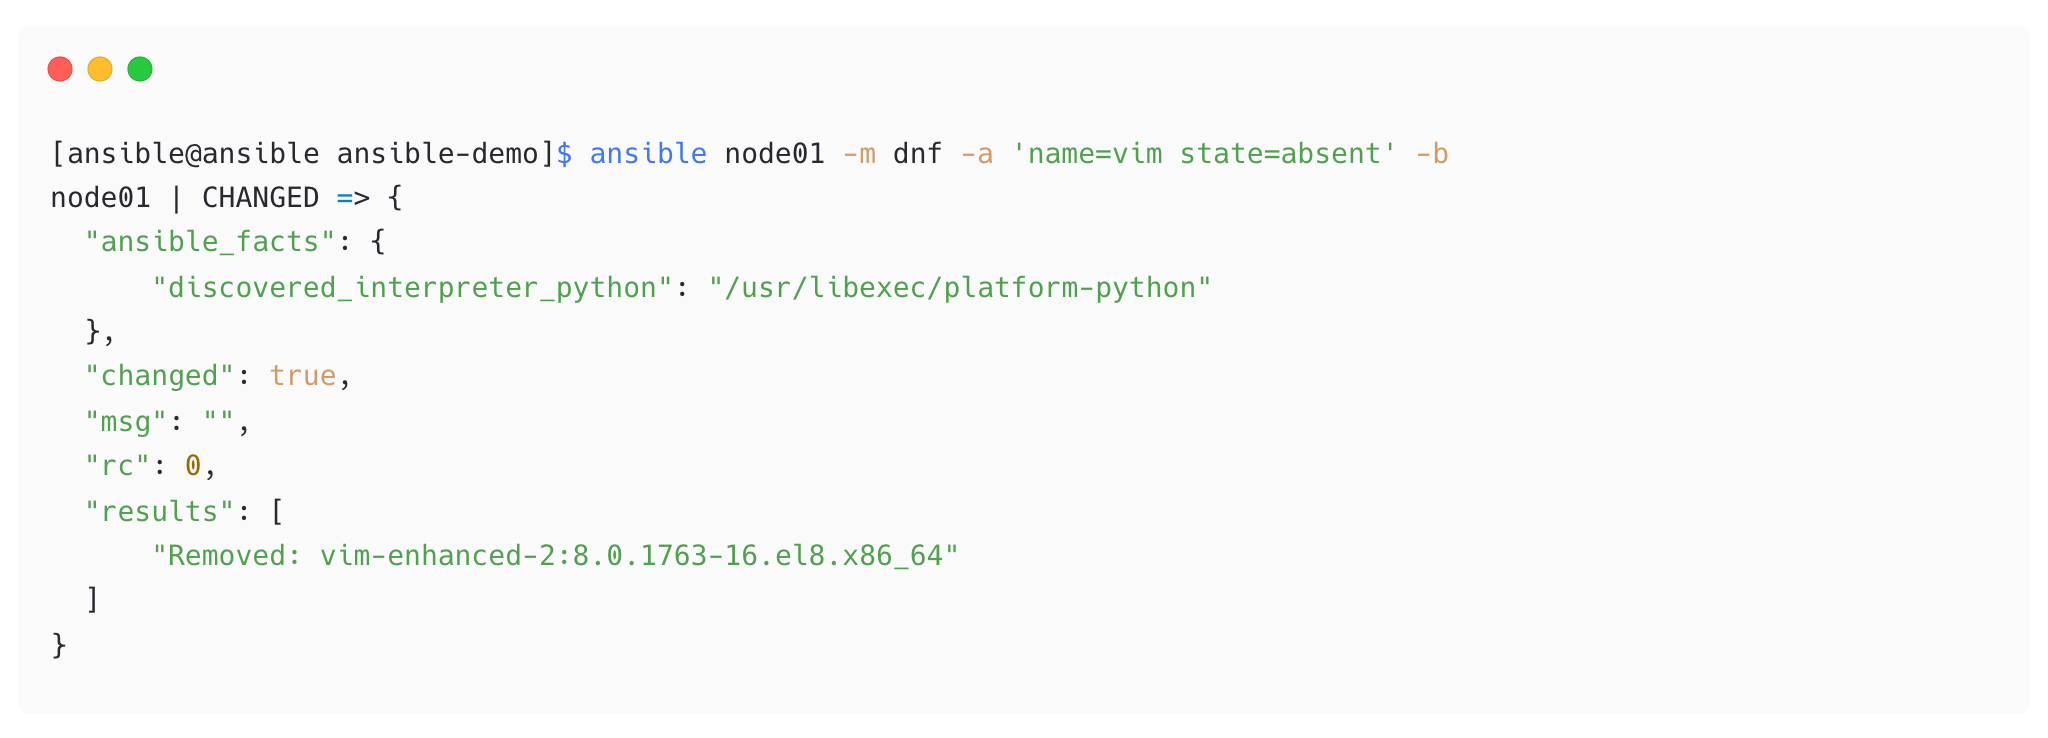 [ansible@ansible ansible-demo]$ ansible node01 -m dnf -a 'name=vim state=absent' -b
node01 | CHANGED => {
  "ansible_facts": {
      "discovered_interpreter_python": "/usr/libexec/platform-python"
  },
  "changed": true,
  "msg": "",
  "rc": 0,
  "results": [
      "Removed: vim-enhanced-2:8.0.1763-16.el8.x86_64"
  ]
}